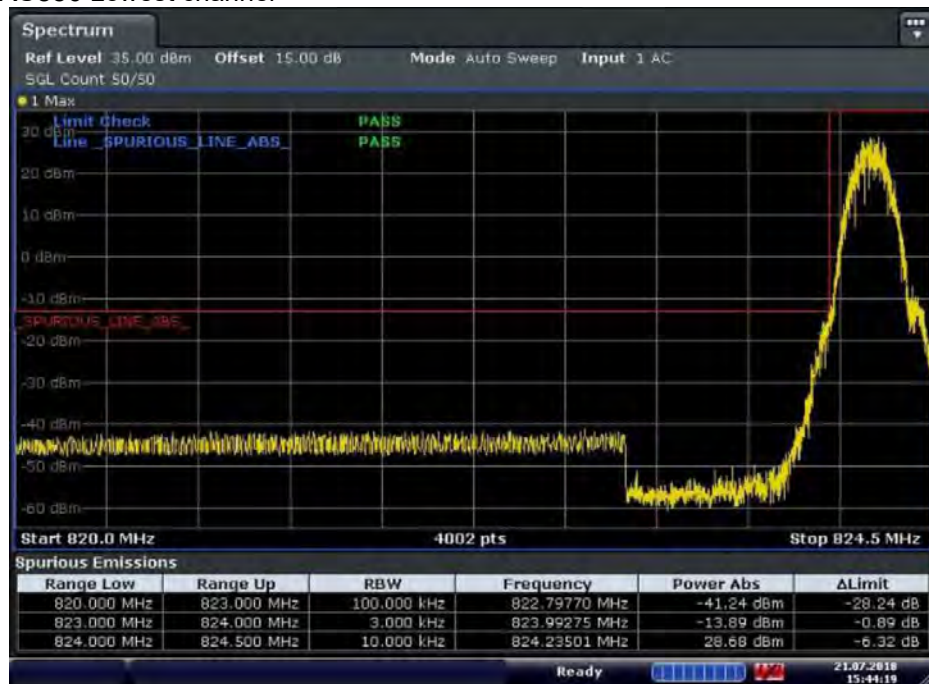 Spectrum
Ref Level 35.00 dBm Offset 15.00 dB Mode Auto Sweep Input 1 AC
SGL Count 50/50
1 Max
Limit Check PASS
30 dBm
Line _SPURIOUS_LINE_ABS_ PASS
20 dBm
10 dBm
0 dBm
-10 dBm
_SPURIOUS_LINE_ABS_
-20 dBm
-30 dBm
-40 dBm
-50 dBm
-60 dBm
Start 820.0 MHz 4002 pts Stop 824.5 MHz
Spurious Emissions
Range Low Range Up RBW Frequency Power Abs ΔLimit
820.000 MHz 823.000 MHz 100.000 kHz 822.79770 MHz -41.24 dBm -28.24 dB
823.000 MHz 824.000 MHz 3.000 kHz 823.99275 MHz -13.89 dBm -0.89 dB
824.000 MHz 824.500 MHz 10.000 kHz 824.23501 MHz 28.68 dBm -6.32 dB
Ready 21.07.2018
15:44:19